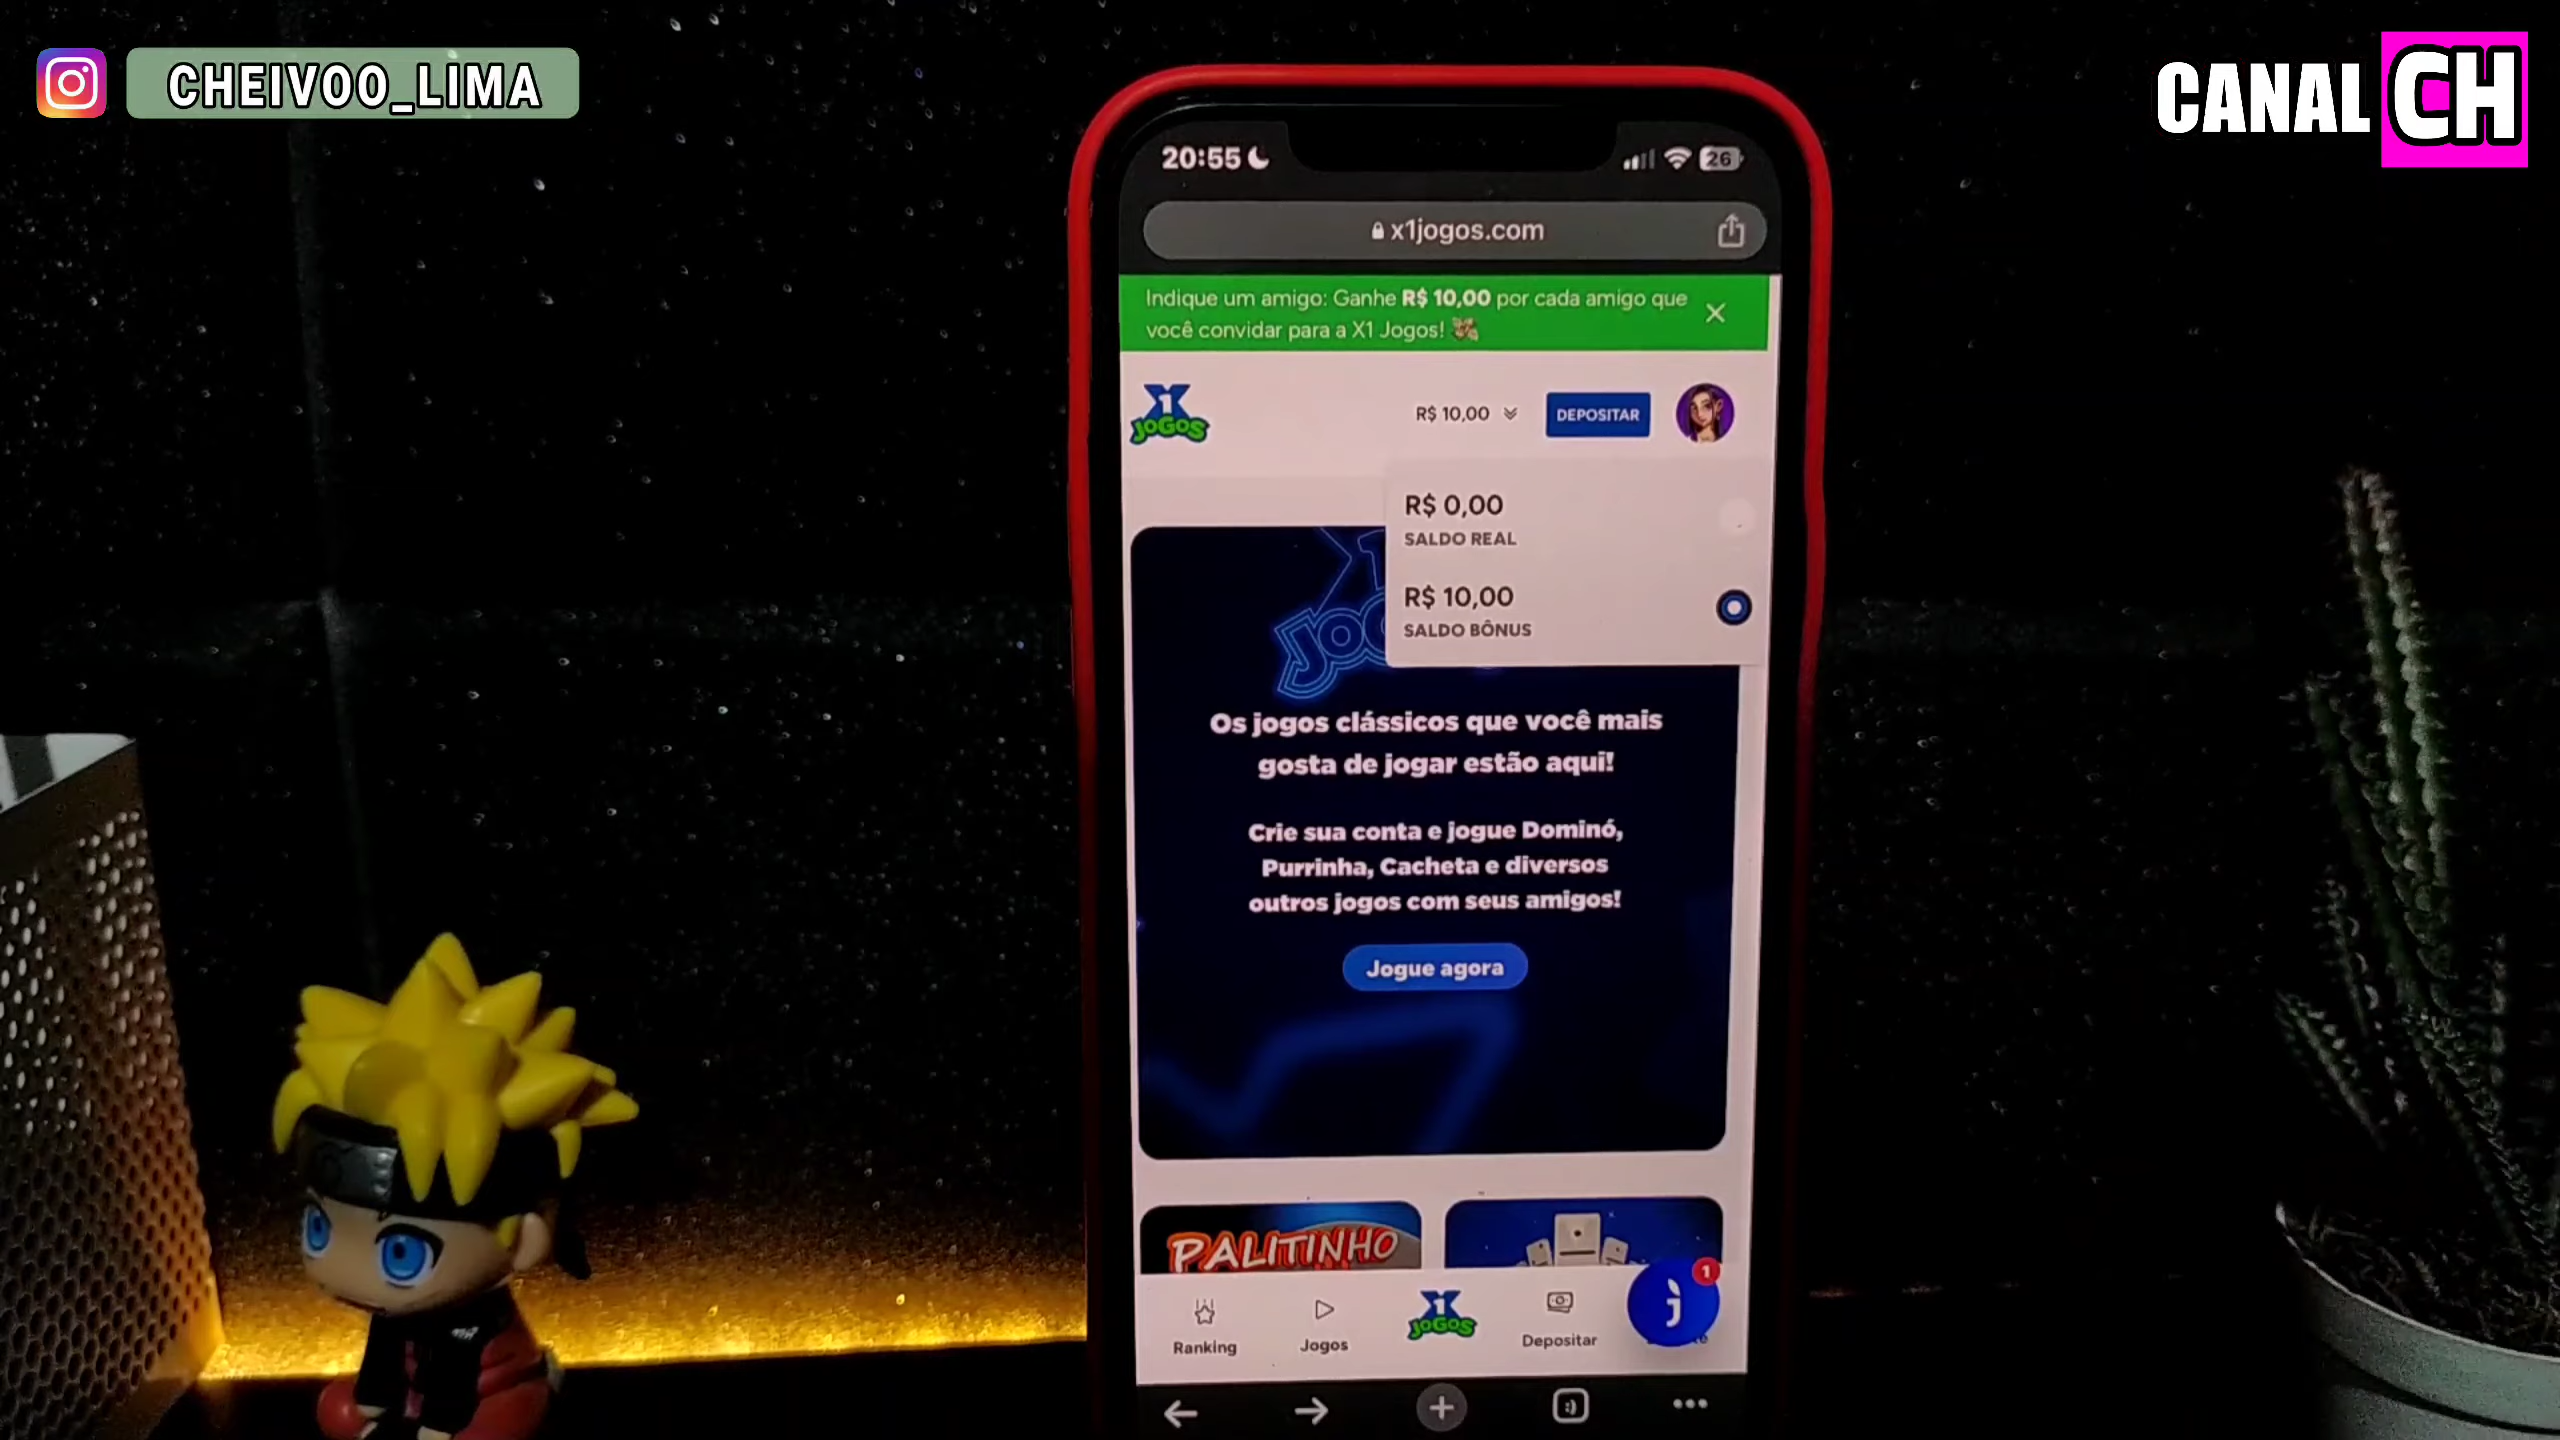 CHEIVOO_LIMA
CANAL CH
20:55
26
x1jogos.com
Indique um amigo: Ganhe R$ 10,00 por cada amigo que
você convidar para a X1 Jogos!
X1
JOGOS
R$ 10,00
DEPOSITAR
R$ 0,00
SALDO REAL
R$ 10,00
SALDO BÔNUS
Os jogos clássicos que você mais
gosta de jogar estão aqui!
Crie sua conta e jogue Dominó,
Purrinha, Cacheta e diversos
outros jogos com seus amigos!
Jogue agora
PALITINHO
1
Ranking
Jogos
X1
JOGOS
Depositar